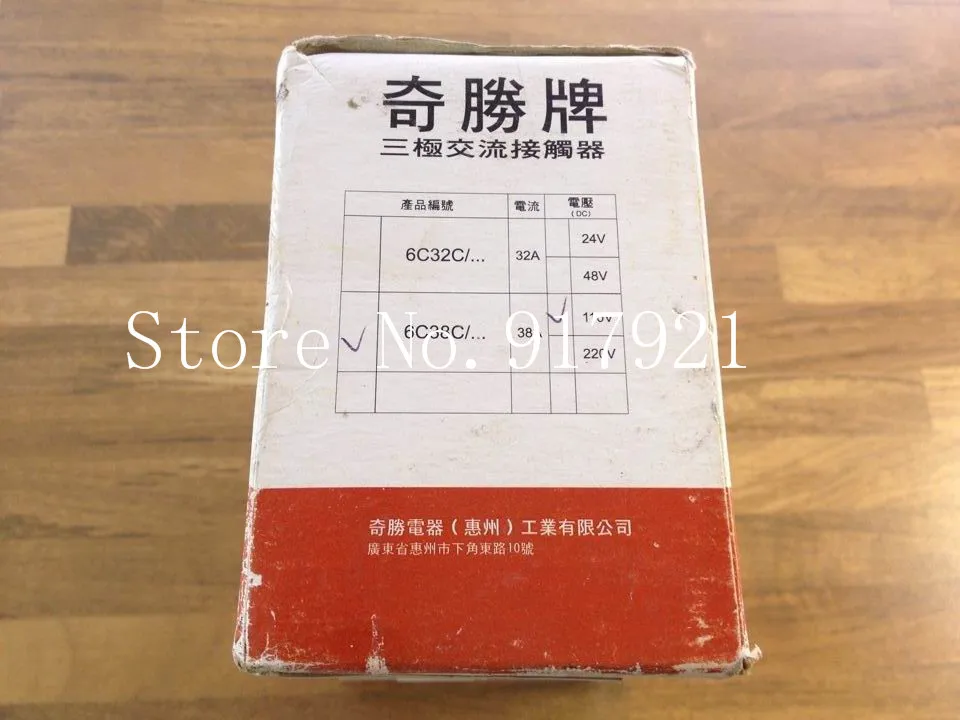 奇勝牌
三極交流接觸器
產品編號 電流 電壓
(DC)
6C32C/... 32A 24V
48V
6C38C/... 38A 110V
220V
Store No. 917921
奇勝電器(惠州)工業有限公司
廣東省惠州市下角東路10號